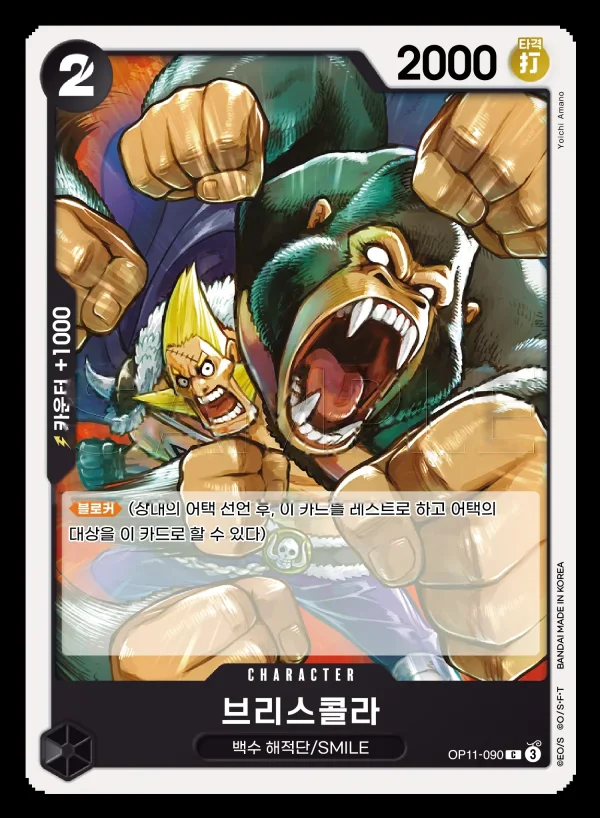 2
2000
타격
打
Yoichi Amano
카운터 +1000
SAMPLE
블로커 (상대의 어택 선언 후, 이 카드를 레스트로 하고 어택의
대상을 이 카드로 할 수 있다)
CHARACTER
브리스콜라
백수 해적단/SMILE
OP11-090 C 3
©EO/S ©O/S·F·T BANDAI MADE IN KOREA